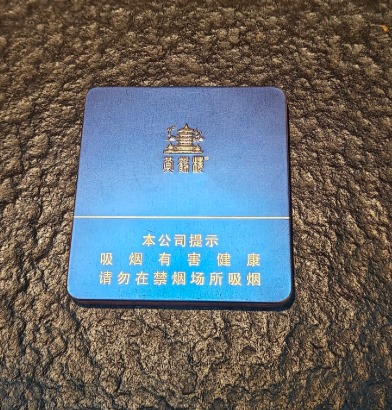 黄鹤楼
本公司提示
吸烟有害健康
请勿在禁烟场所吸烟